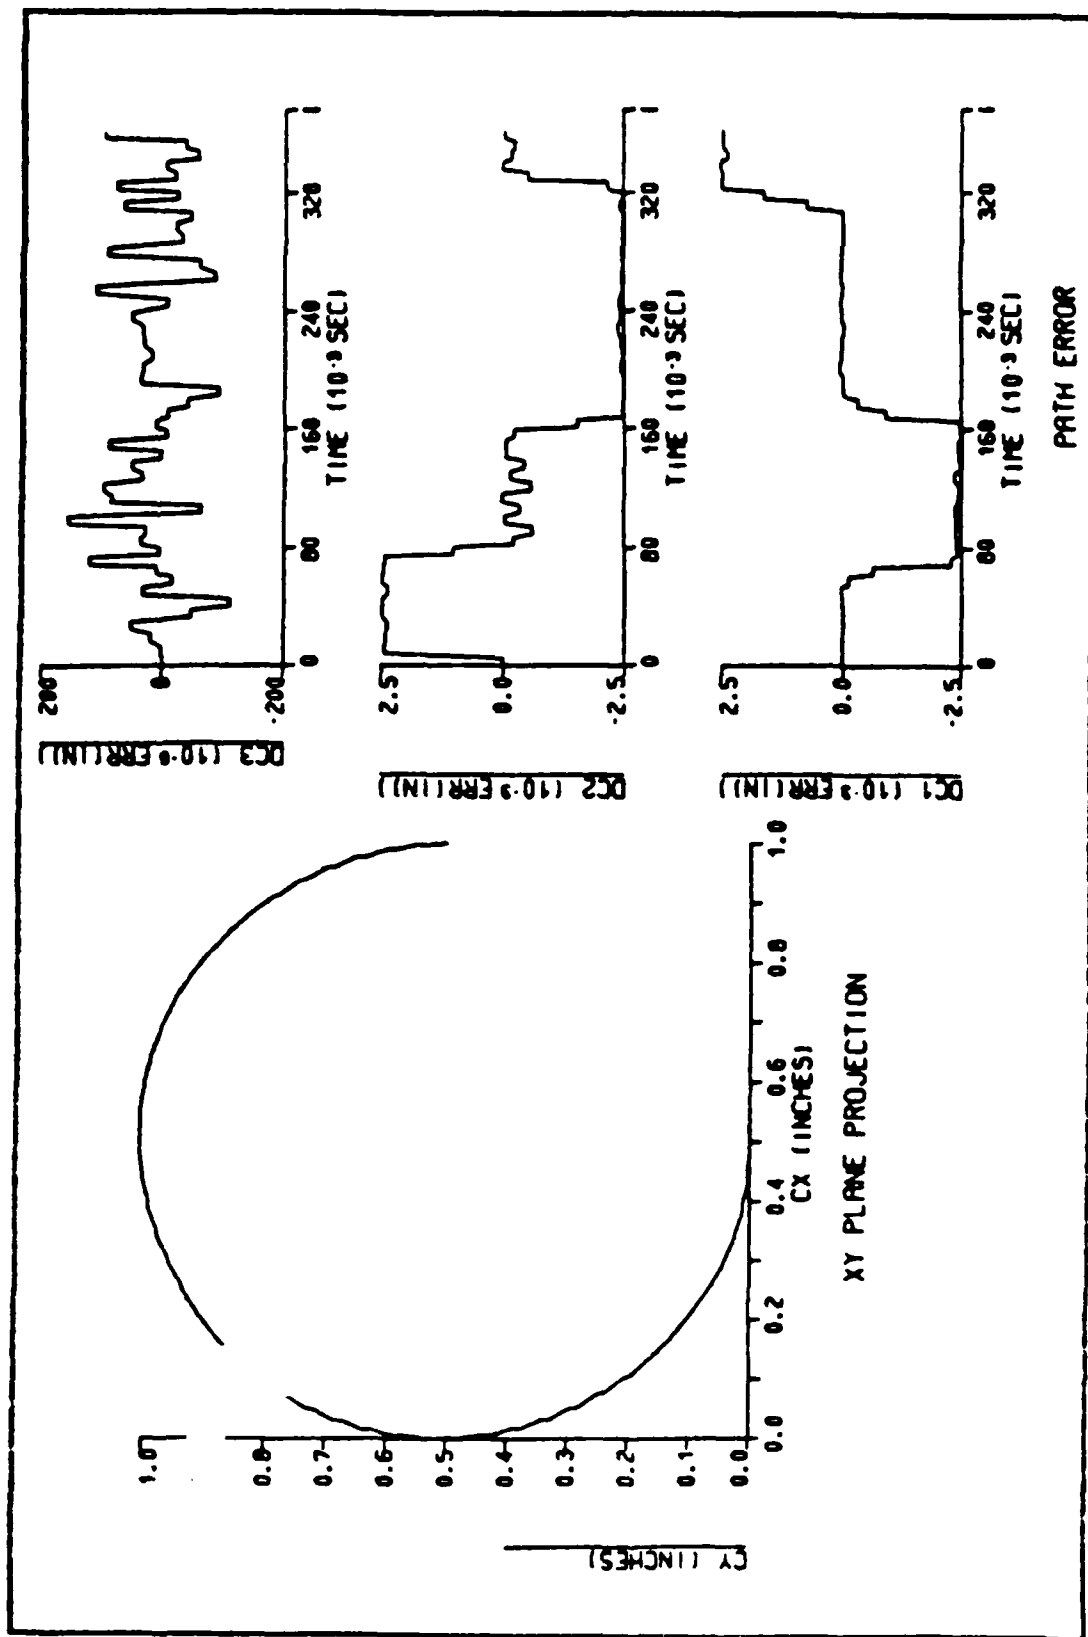 CY (INCHES)
1.0
0.8
0.7
0.6
0.5
0.4
0.3
0.2
0.1
0.0
0.0 0.2 0.4 0.6 0.8 1.0
CX (INCHES)
XY PLANE PROJECTION
DC3 (10⁻⁶ ERR(IN)
200
0
-200
0 80 160 240 320
TIME (10⁻³ SEC)
DC2 (10⁻³ ERR(IN)
2.5
0.0
-2.5
0 80 160 240 320
TIME (10⁻³ SEC)
DC1 (10⁻³ ERR(IN)
2.5
0.0
-2.5
0 80 160 240 320
TIME (10⁻³ SEC)
PATH ERROR